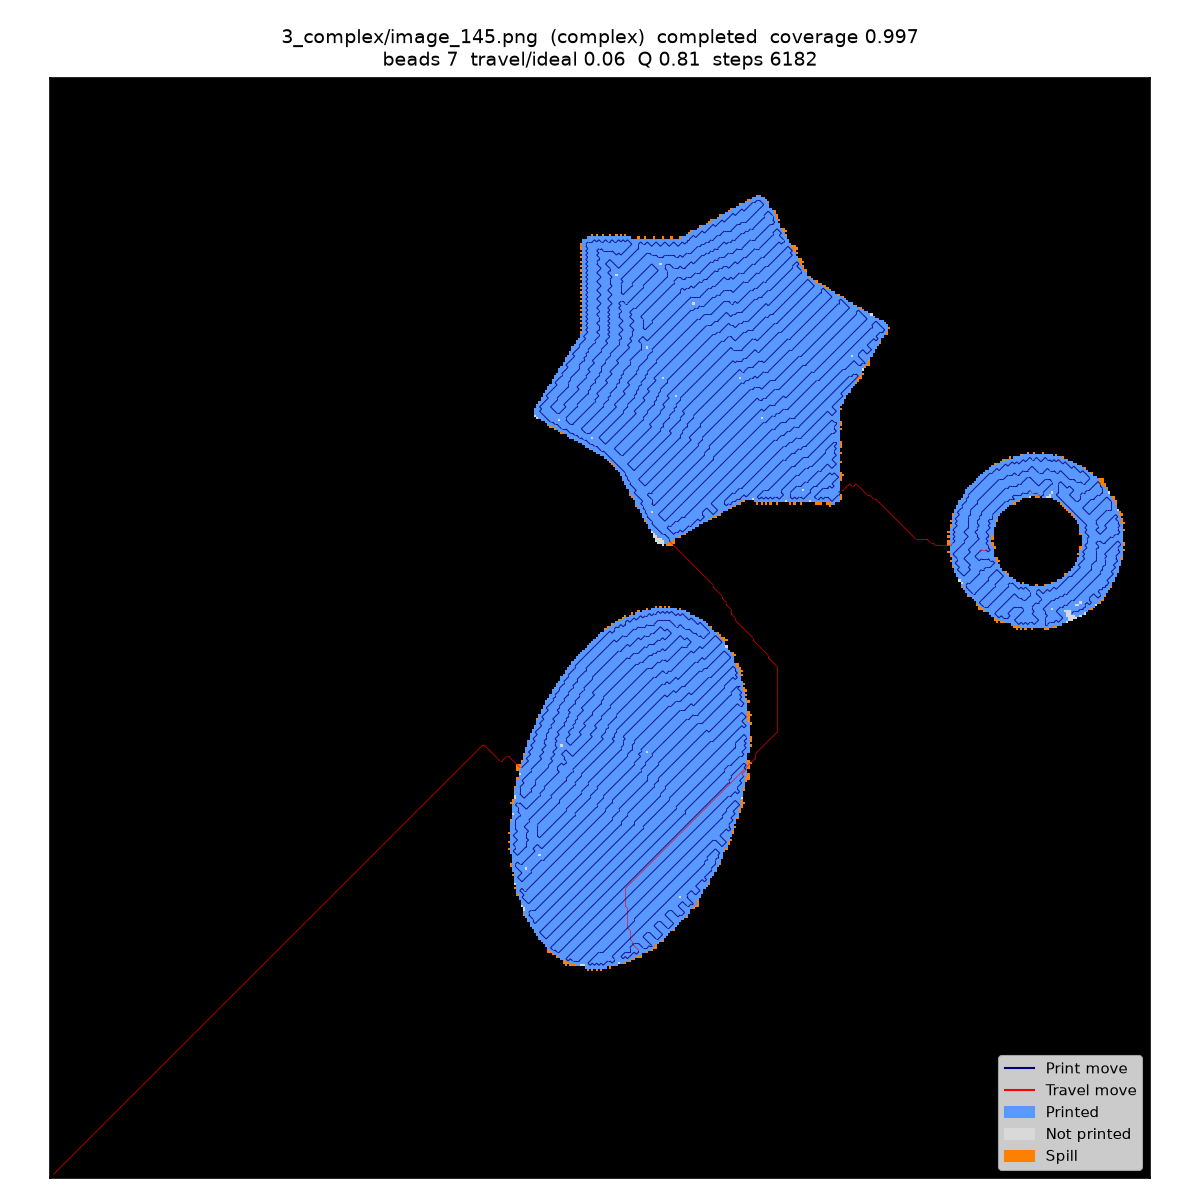 3_complex/image_145.png  (complex)  completed  coverage 0.997
beads 7  travel/ideal 0.06  Q 0.81  steps 6182
Print move
Travel move
Printed
Not printed
Spill